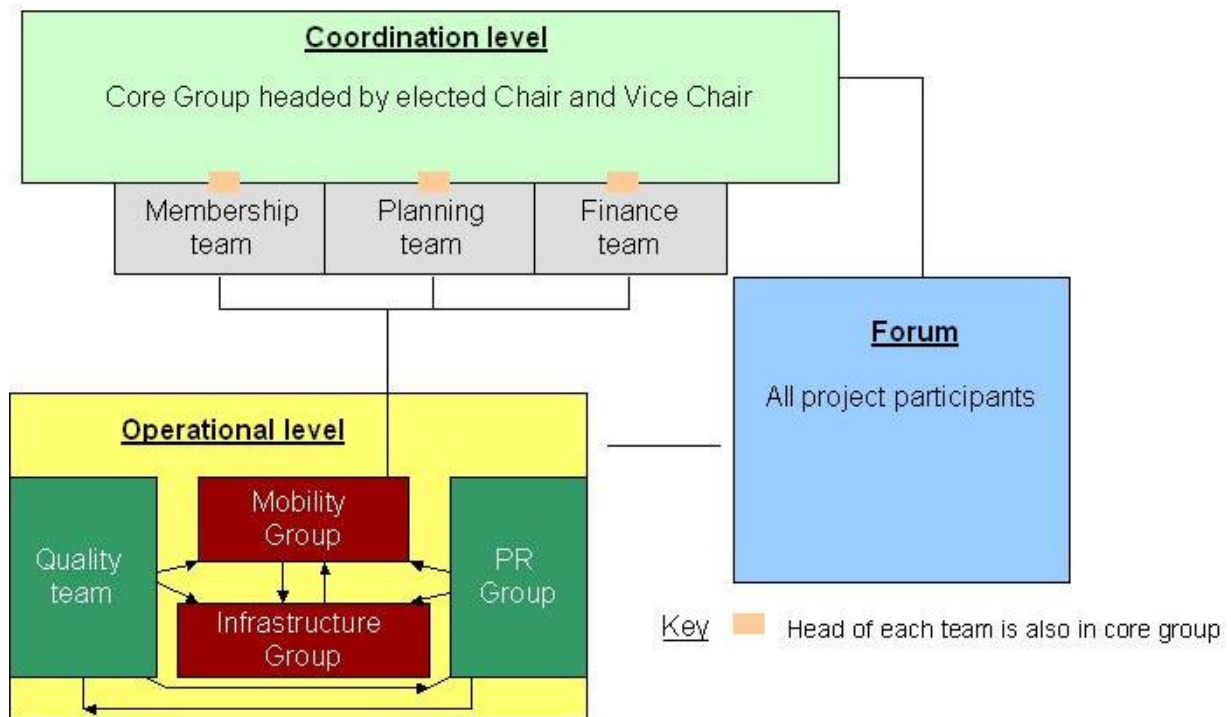 Coordination level
Core Group headed by elected Chair and Vice Chair
Membership
team
Planning
team
Finance
team
Forum
All project participants
Operational level
Quality
team
Mobility
Group
Infrastructure
Group
PR
Group
Key
Head of each team is also in core group